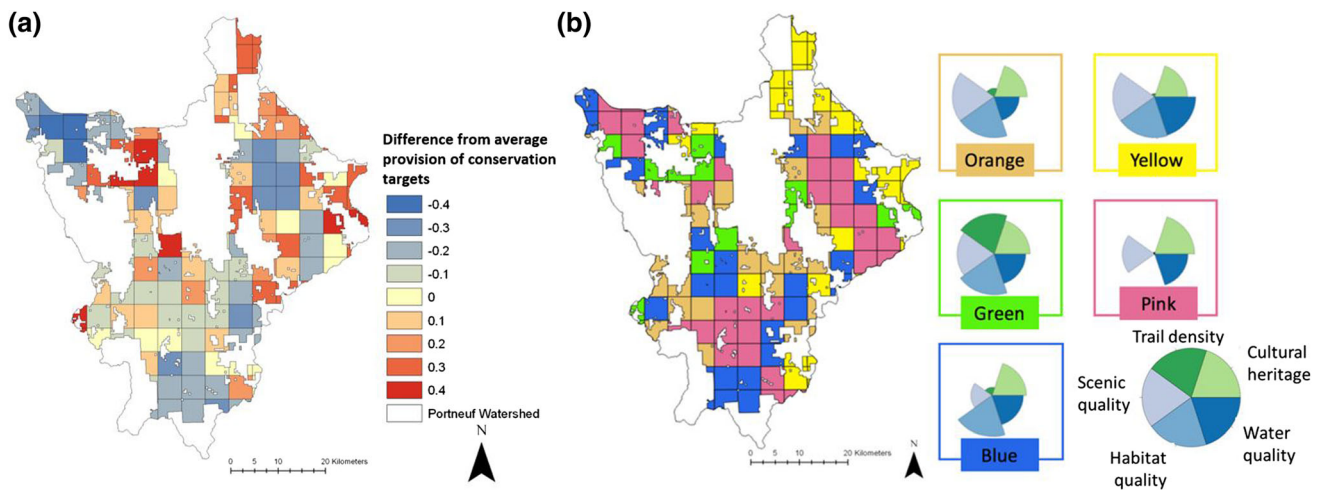 (a)
Difference from average
provision of conservation
targets
-0.4
-0.3
-0.2
-0.1
0
0.1
0.2
0.3
0.4
Portneuf Watershed
N
0 5 10 20 Kilometers
(b)
N
0 5 10 20 Kilometers
Orange
Yellow
Green
Pink
Blue
Trail density
Cultural
heritage
Scenic
quality
Water
quality
Habitat
quality